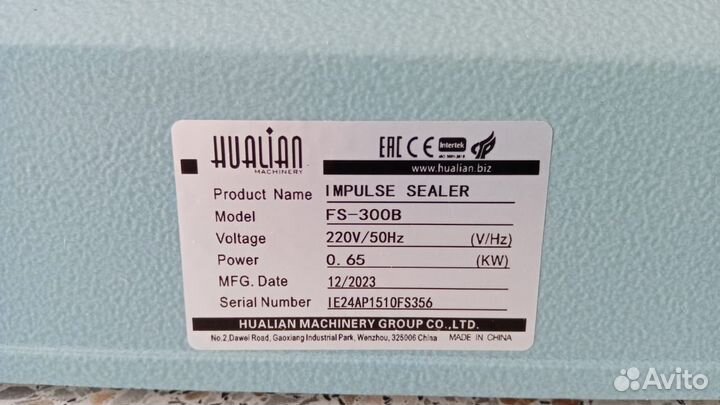 HUALIAN
MACHINERY
EAC CE Intertek
www.hualian.biz
Product Name IMPULSE SEALER
Model FS-300B
Voltage 220V/50Hz (V/Hz)
Power 0.65 (KW)
MFG. Date 12/2023
Serial Number IE24AP1510FS356
HUALIAN MACHINERY GROUP CO.,LTD.
No.2,Dawei Road, Gaoxiang Industrial Park, Wenzhou, 325006 China MADE IN CHINA
Avito